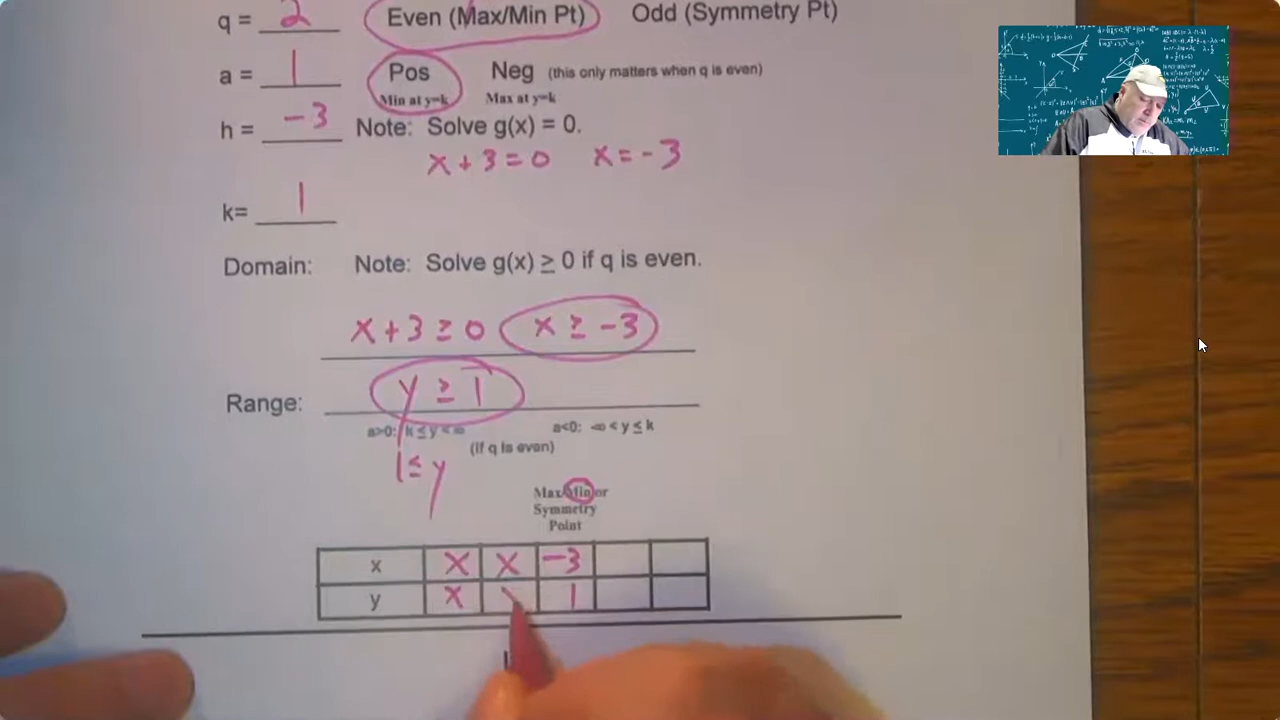 q = 2 Even (Max/Min Pt) Odd (Symmetry Pt)
a = 1 Pos Neg (this only matters when q is even)
Min at y=k Max at y=k
h = -3 Note: Solve g(x) = 0.
x + 3 = 0 x = -3
k= 1
Domain: Note: Solve g(x) ≥ 0 if q is even.
x + 3 ≥ 0 x ≥ -3
Range: y ≥ 1
a>0: k ≤ y < ∞ a<0: -∞ < y ≤ k
(if q is even)
1 ≤ y
Max/Min or
Symmetry
Point
x X X -3
y X 1